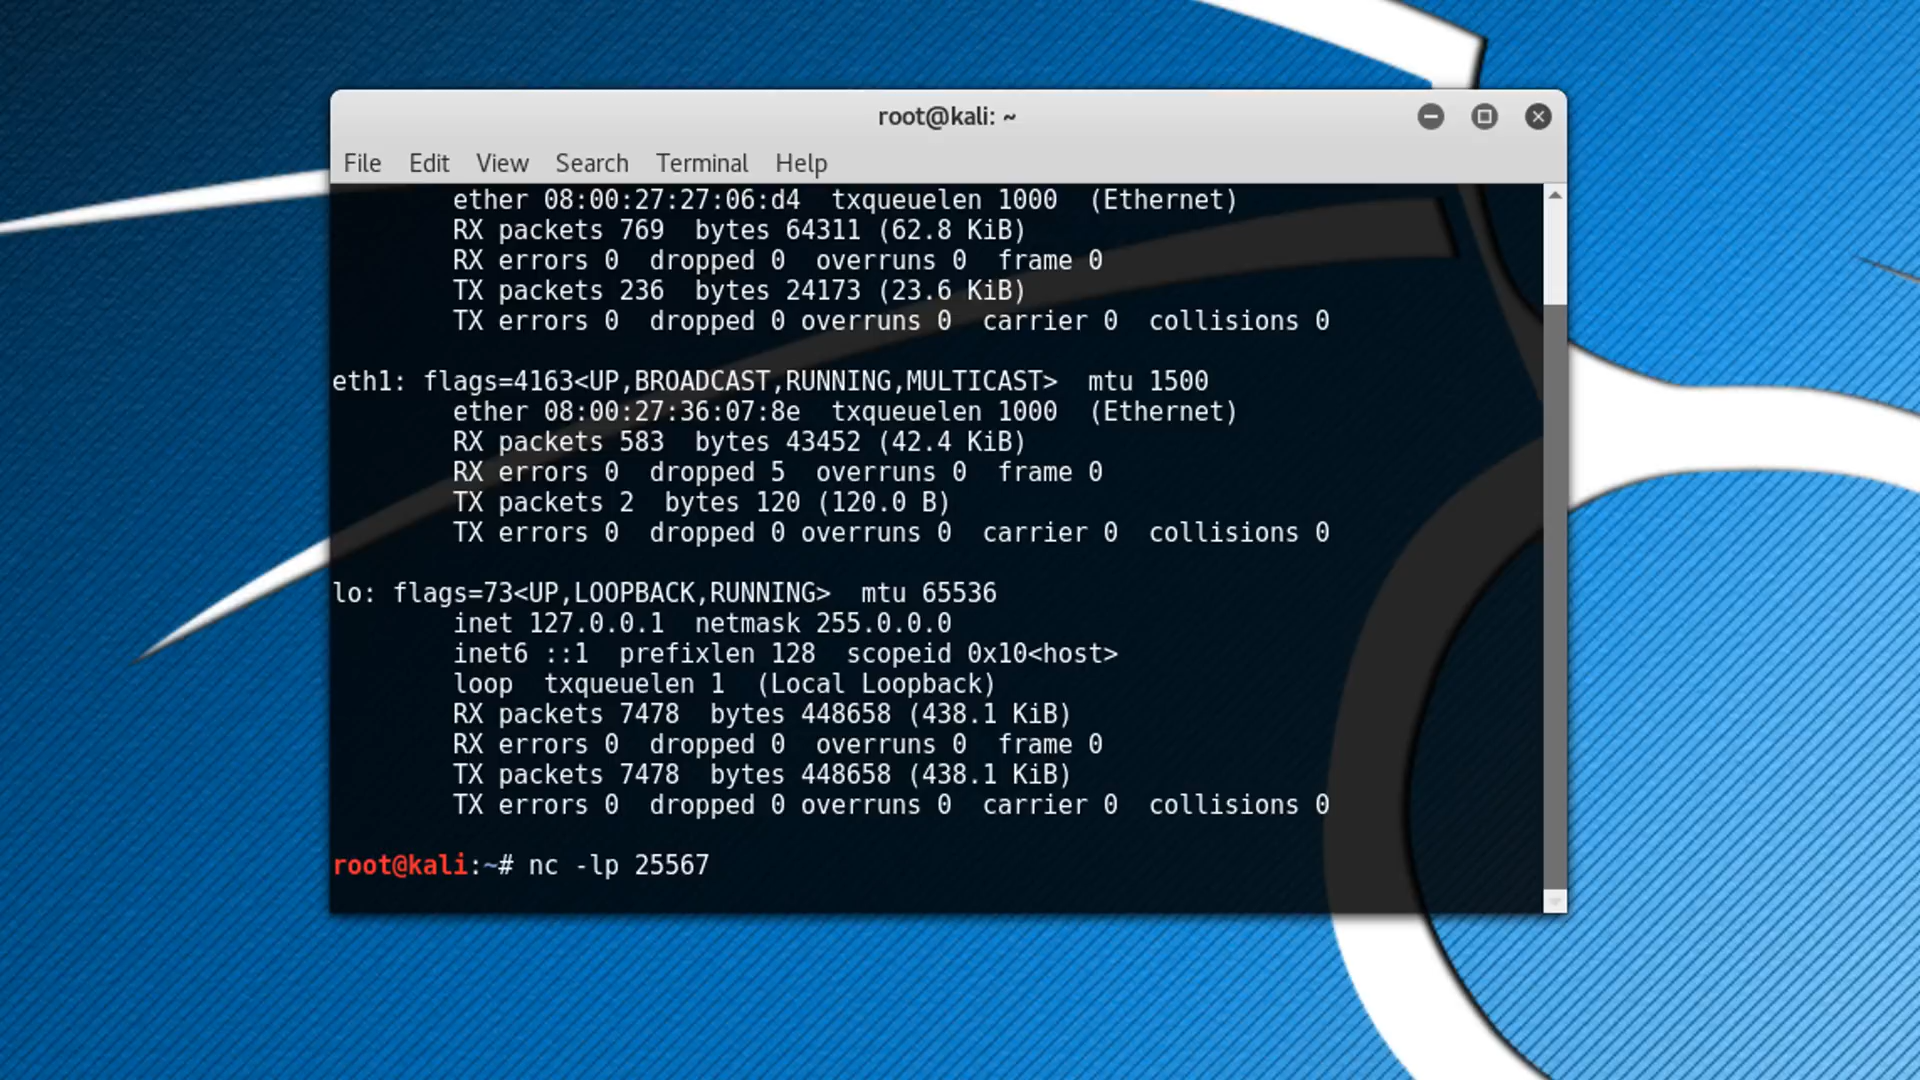 root@kali: ~
File Edit View Search Terminal Help
ether 08:00:27:27:06:d4 txqueuelen 1000 (Ethernet)
RX packets 769 bytes 64311 (62.8 KiB)
RX errors 0 dropped 0 overruns 0 frame 0
TX packets 236 bytes 24173 (23.6 KiB)
TX errors 0 dropped 0 overruns 0 carrier 0 collisions 0
eth1: flags=4163<UP,BROADCAST,RUNNING,MULTICAST> mtu 1500
ether 08:00:27:36:07:8e txqueuelen 1000 (Ethernet)
RX packets 583 bytes 43452 (42.4 KiB)
RX errors 0 dropped 5 overruns 0 frame 0
TX packets 2 bytes 120 (120.0 B)
TX errors 0 dropped 0 overruns 0 carrier 0 collisions 0
lo: flags=73<UP,LOOPBACK,RUNNING> mtu 65536
inet 127.0.0.1 netmask 255.0.0.0
inet6 ::1 prefixlen 128 scopeid 0x10<host>
loop txqueuelen 1 (Local Loopback)
RX packets 7478 bytes 448658 (438.1 KiB)
RX errors 0 dropped 0 overruns 0 frame 0
TX packets 7478 bytes 448658 (438.1 KiB)
TX errors 0 dropped 0 overruns 0 carrier 0 collisions 0
root@kali:~# nc -lp 25567